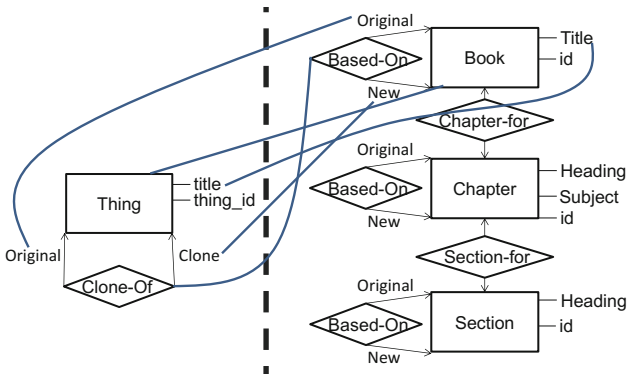 Original
Based-On
Book
Title
id
New
Chapter-for
Original
Based-On
Chapter
Heading
Subject
id
New
Thing
title
thing_id
Original
Clone
Clone-Of
Section-for
Original
Based-On
Section
Heading
id
New